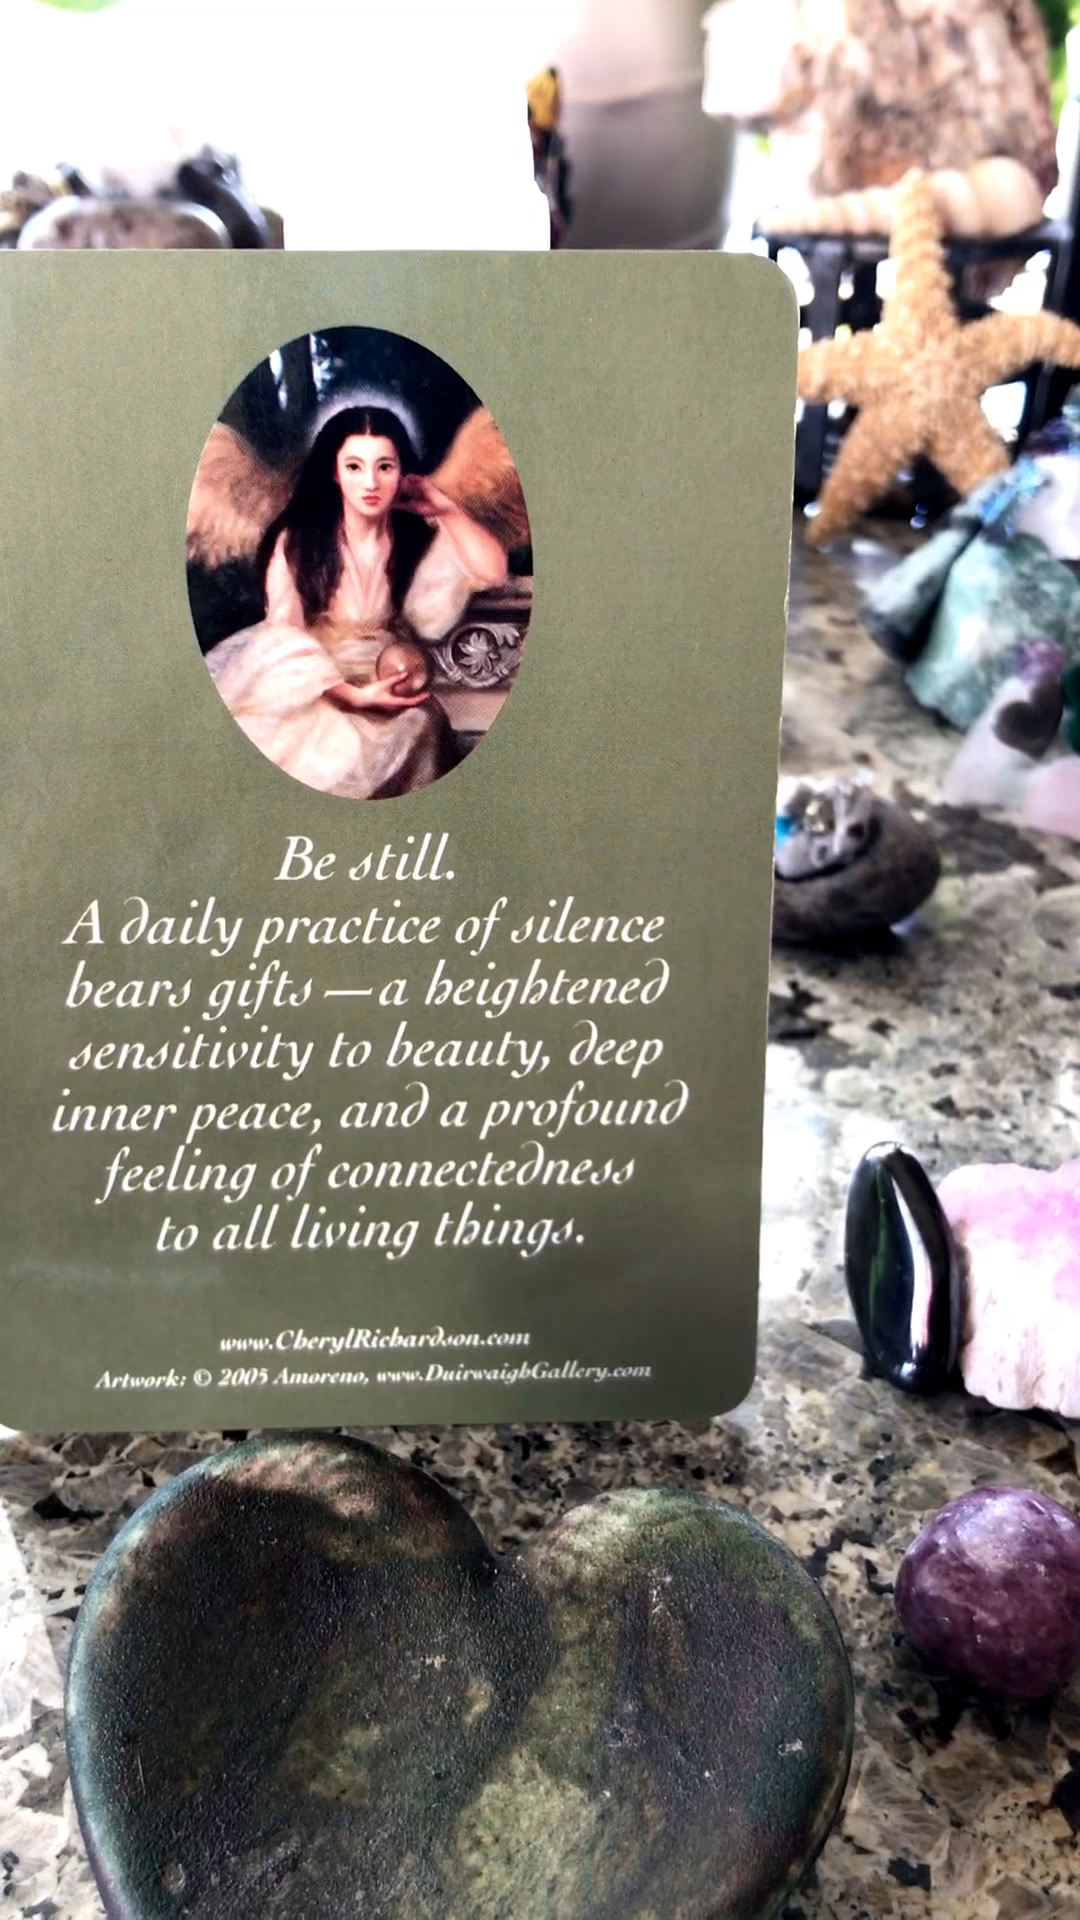 Be still.
A daily practice of silence
bears gifts — a heightened
sensitivity to beauty, deep
inner peace, and a profound
feeling of connectedness
to all living things.
www.CherylRichardson.com
Artwork: © 2005 Amoreno, www.DuirwaighGallery.com